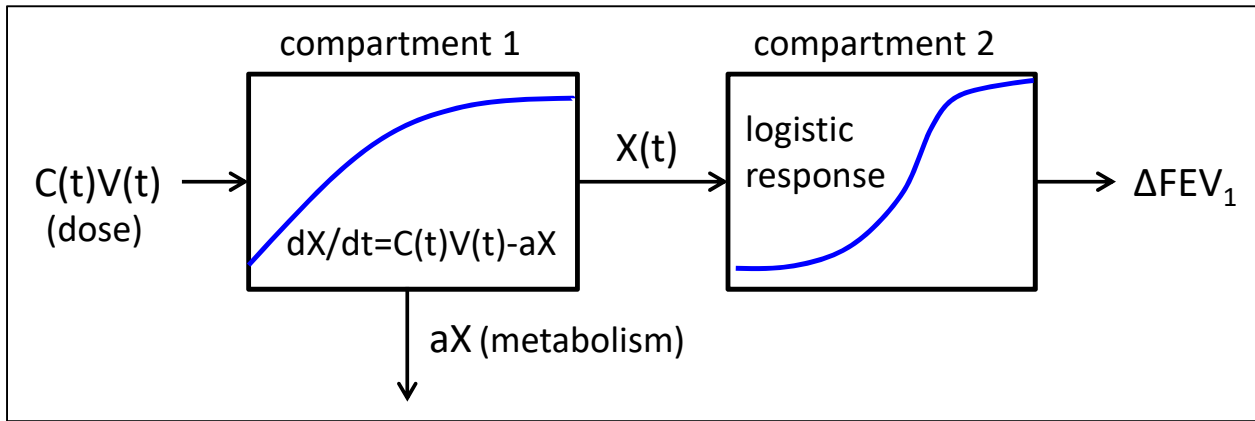 compartment 1
compartment 2
C(t)V(t)
(dose)
dX/dt=C(t)V(t)-aX
X(t)
logistic
response
ΔFEV₁
aX (metabolism)